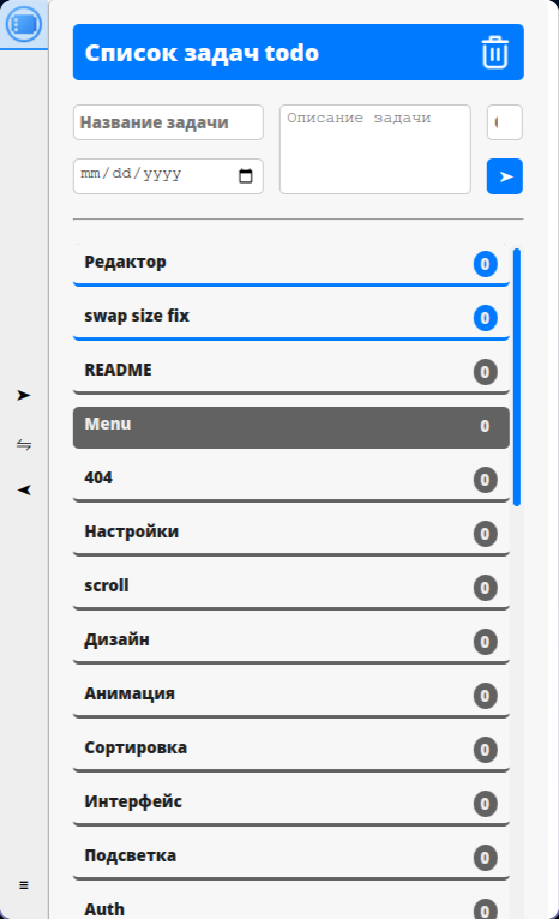 Список задач todo
Название задачи
Описание задачи
mm/dd/yyyy
Редактор 0
swap size fix 0
README 0
Menu 0
404 0
Настройки 0
scroll 0
Дизайн 0
Анимация 0
Сортировка 0
Интерфейс 0
Подсветка 0
Auth 0